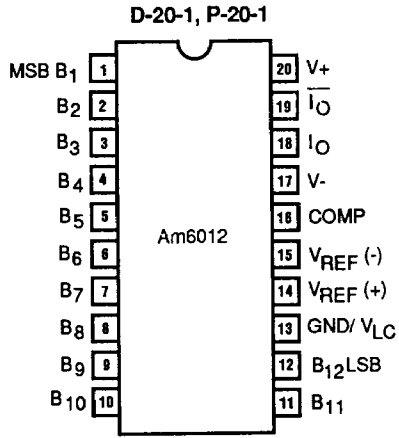 D-20-1, P-20-1
MSB B1 1 20 V+
B2 2 19 I̅O̅
B3 3 18 IO
B4 4 17 V-
B5 5 16 COMP
Am6012
B6 6 15 VREF (-)
B7 7 14 VREF (+)
B8 8 13 GND/ VLC
B9 9 12 B12LSB
B10 10 11 B11